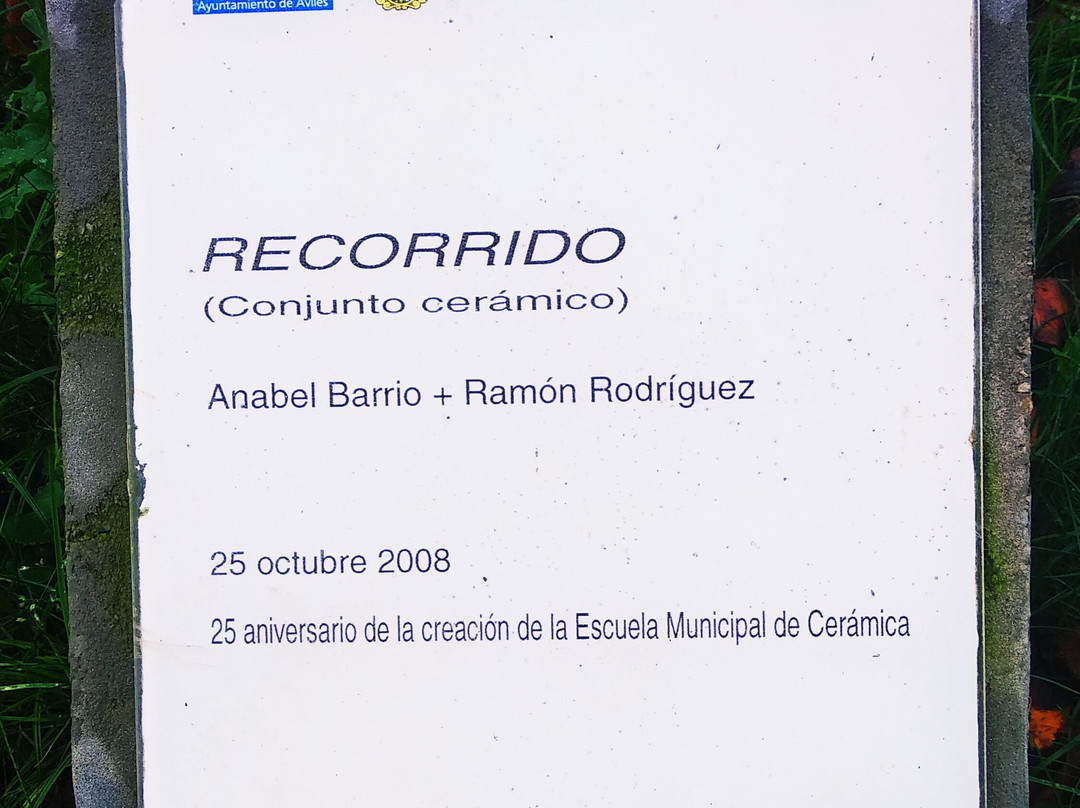 Ayuntamiento de Avilés
RECORRIDO
(Conjunto cerámico)
Anabel Barrio + Ramón Rodríguez
25 octubre 2008
25 aniversario de la creación de la Escuela Municipal de Cerámica